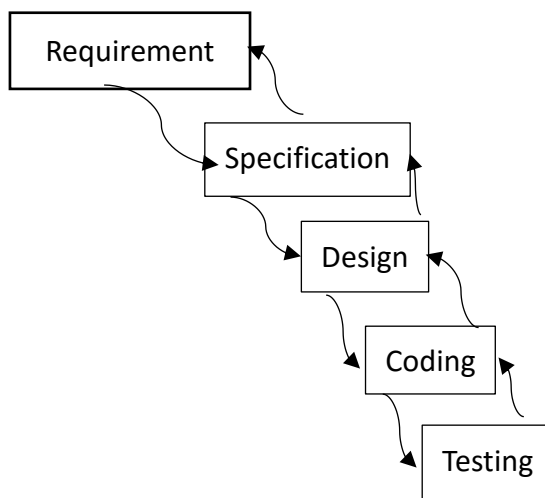 Requirement
Specification
Design
Coding
Testing